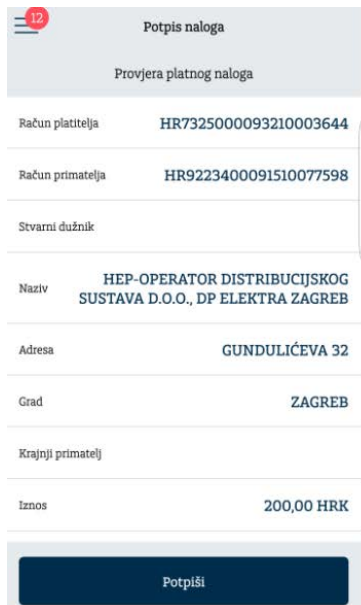 12
Potpis naloga
Provjera platnog naloga
Račun platitelja HR7325000093210003644
Račun primatelja HR9223400091510077598
Stvarni dužnik
Naziv HEP-OPERATOR DISTRIBUCIJSKOG
SUSTAVA D.O.O., DP ELEKTRA ZAGREB
Adresa GUNDULIĆEVA 32
Grad ZAGREB
Krajnji primatelj
Iznos 200,00 HRK
Potpiši